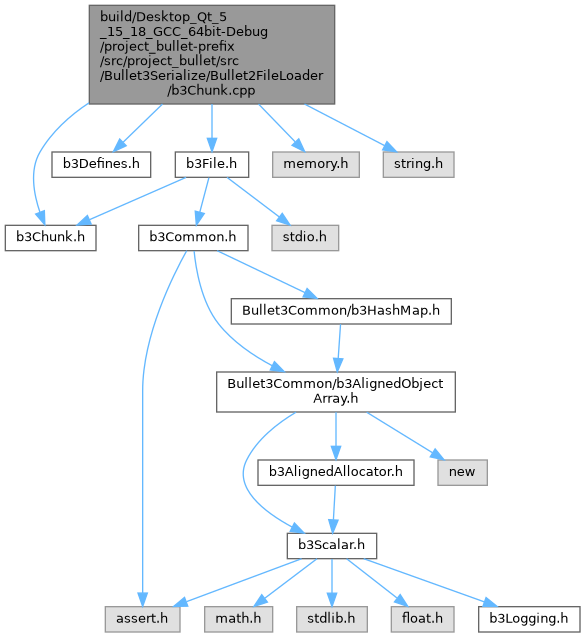 build/Desktop_Qt_5
_15_18_GCC_64bit-Debug
/project_bullet-prefix
/src/project_bullet/src
/Bullet3Serialize/Bullet2FileLoader
/b3Chunk.cpp
b3Defines.h
b3File.h
memory.h
string.h
b3Chunk.h
b3Common.h
stdio.h
Bullet3Common/b3HashMap.h
Bullet3Common/b3AlignedObject
Array.h
b3AlignedAllocator.h
new
b3Scalar.h
assert.h
math.h
stdlib.h
float.h
b3Logging.h